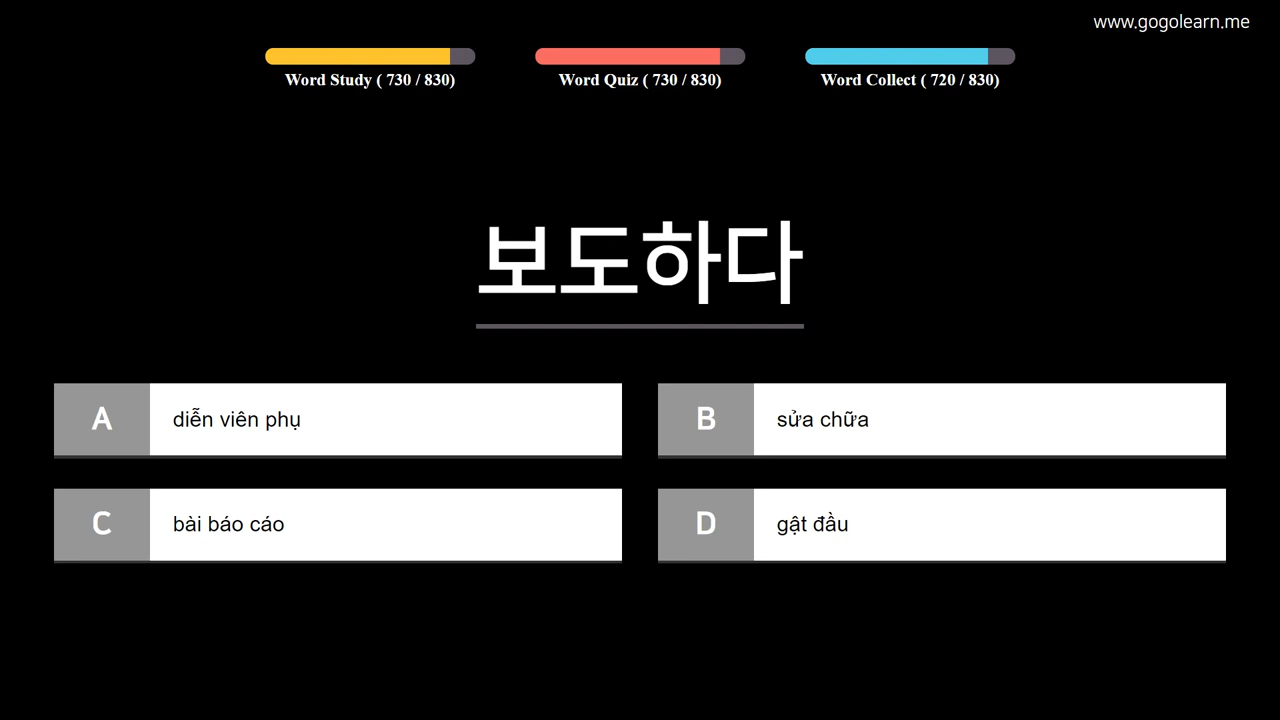 www.gogolearn.me
Word Study ( 730 / 830)
Word Quiz ( 730 / 830)
Word Collect ( 720 / 830)
보도하다
A diễn viên phụ
B sửa chữa
C bài báo cáo
D gật đầu